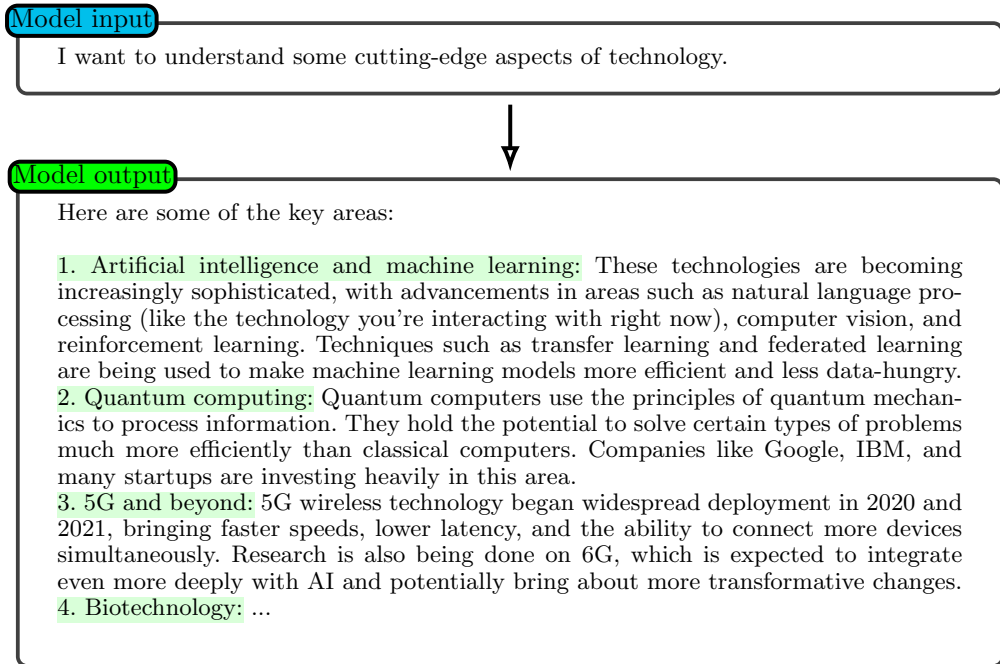 Model input
I want to understand some cutting-edge aspects of technology.
Model output
Here are some of the key areas:
1. Artificial intelligence and machine learning: These technologies are becoming
increasingly sophisticated, with advancements in areas such as natural language pro-
cessing (like the technology you're interacting with right now), computer vision, and
reinforcement learning. Techniques such as transfer learning and federated learning
are being used to make machine learning models more efficient and less data-hungry.
2. Quantum computing: Quantum computers use the principles of quantum mechan-
ics to process information. They hold the potential to solve certain types of problems
much more efficiently than classical computers. Companies like Google, IBM, and
many startups are investing heavily in this area.
3. 5G and beyond: 5G wireless technology began widespread deployment in 2020 and
2021, bringing faster speeds, lower latency, and the ability to connect more devices
simultaneously. Research is also being done on 6G, which is expected to integrate
even more deeply with AI and potentially bring about more transformative changes.
4. Biotechnology: ...